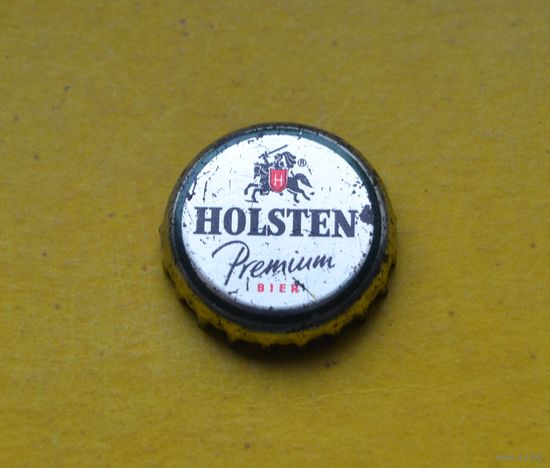 ®
H
HOLSTEN
Premium
BIER